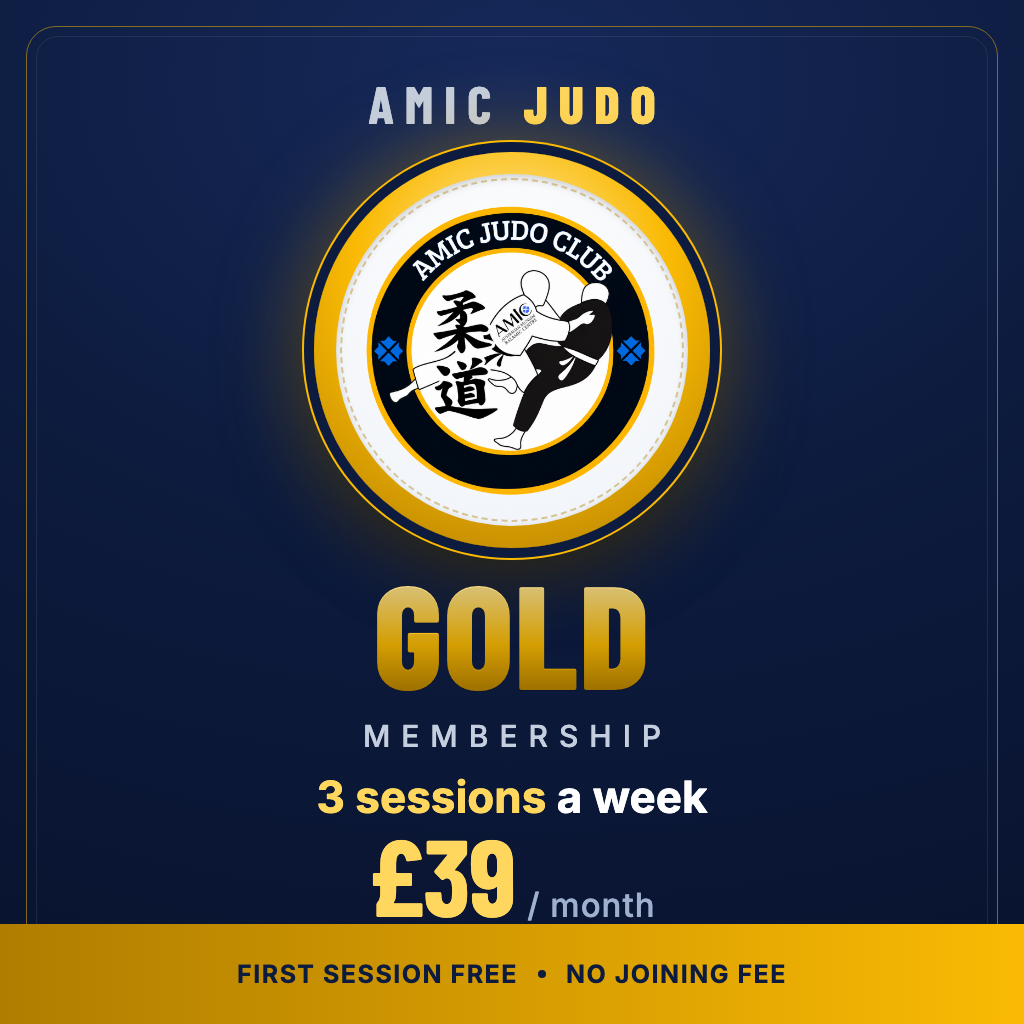 AMIC JUDO
AMIC JUDO CLUB
柔道
AMIC
GOLD
MEMBERSHIP
3 sessions a week
£39 / month
FIRST SESSION FREE • NO JOINING FEE